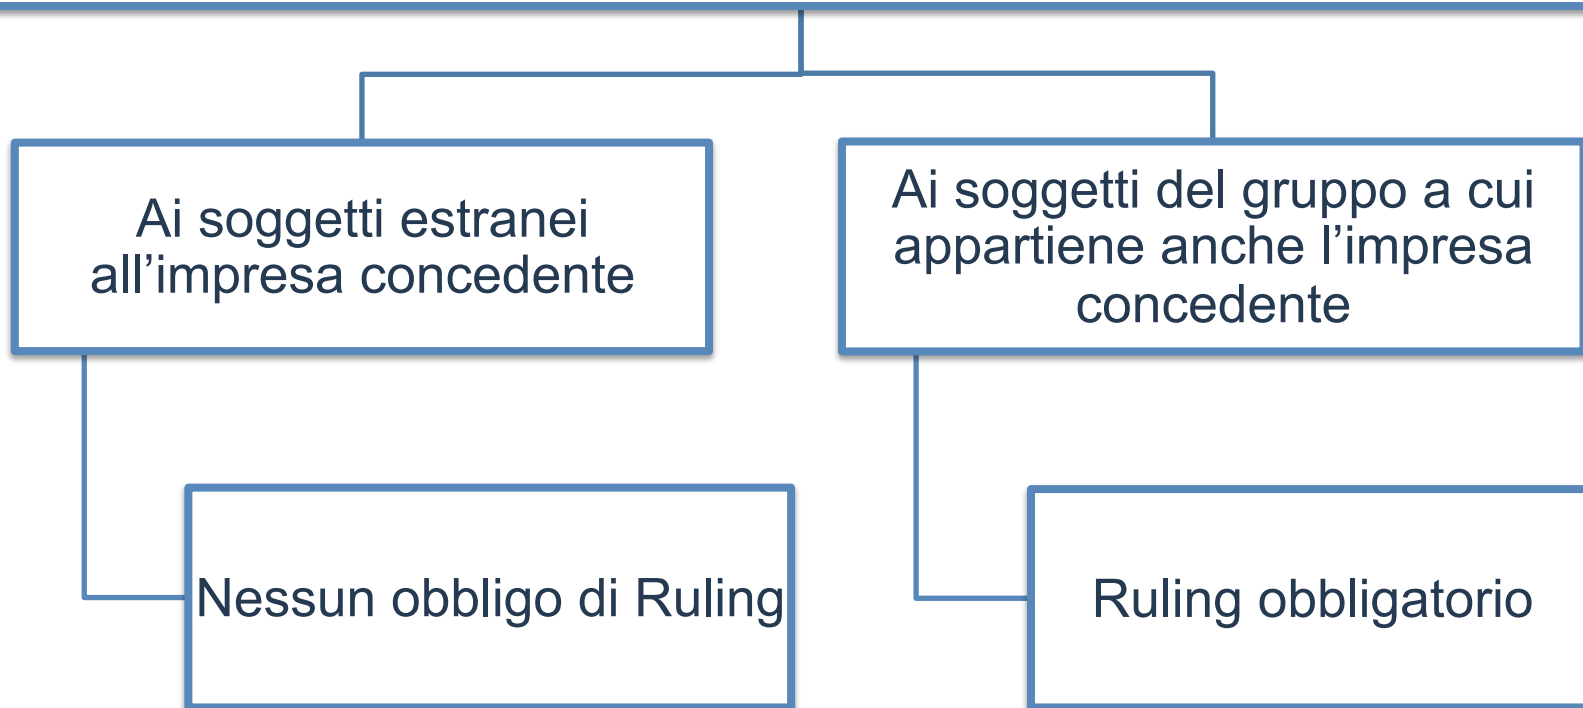 Ai soggetti estranei
all’impresa concedente
Ai soggetti del gruppo a cui
appartiene anche l’impresa
concedente
Nessun obbligo di Ruling
Ruling obbligatorio